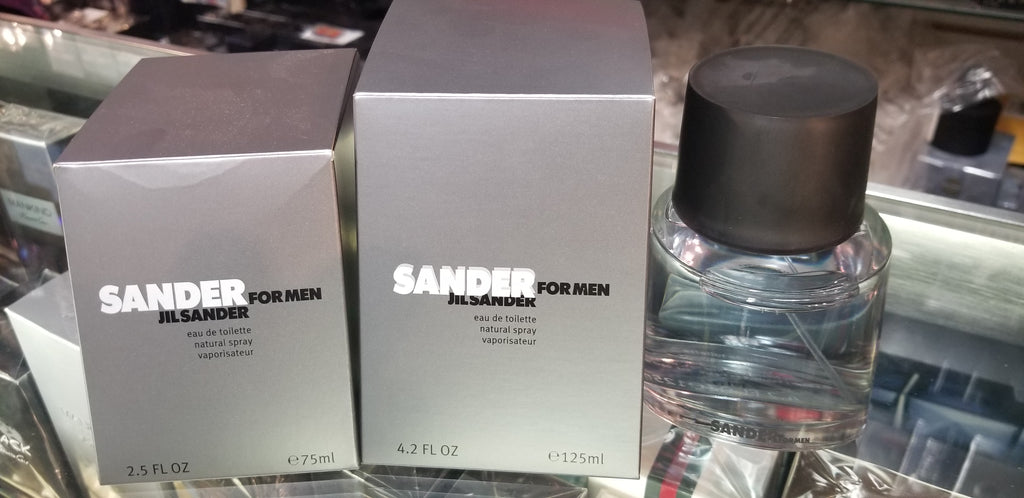 SANDER FOR MEN
JIL SANDER
eau de toilette
natural spray
vaporisateur
2.5 FL OZ ℮75ml
SANDER FOR MEN
JIL SANDER
eau de toilette
natural spray
vaporisateur
4.2 FL OZ ℮125ml
SANDER FOR MEN
MANKIND